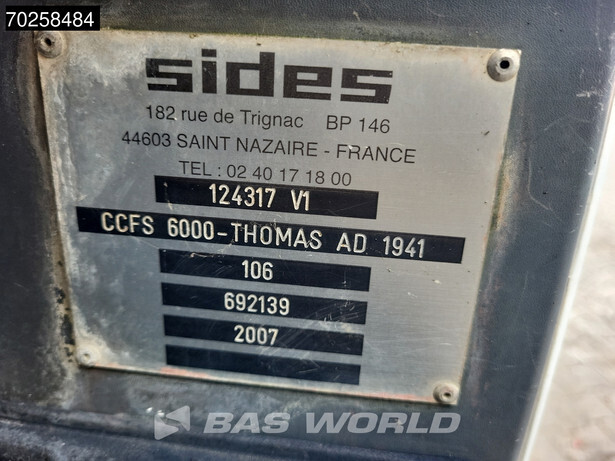 70258484
sides
182 rue de Trignac BP 146
44603 SAINT NAZAIRE - FRANCE
TEL : 02 40 17 18 00
124317 V1
CCFS 6000-THOMAS AD 1941
106
692139
2007
BAS WORLD